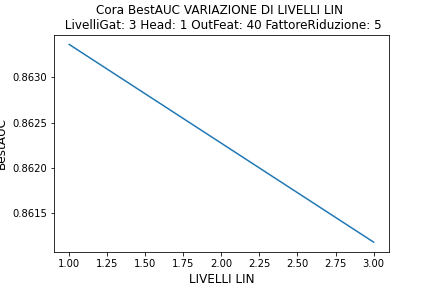 Cora BestAUC VARIAZIONE DI LIVELLI LIN
LivelliGat: 3 Head: 1 OutFeat: 40 FattoreRiduzione: 5
BestAUC
0.8630
0.8625
0.8620
0.8615
1.00 1.25 1.50 1.75 2.00 2.25 2.50 2.75 3.00
LIVELLI LIN